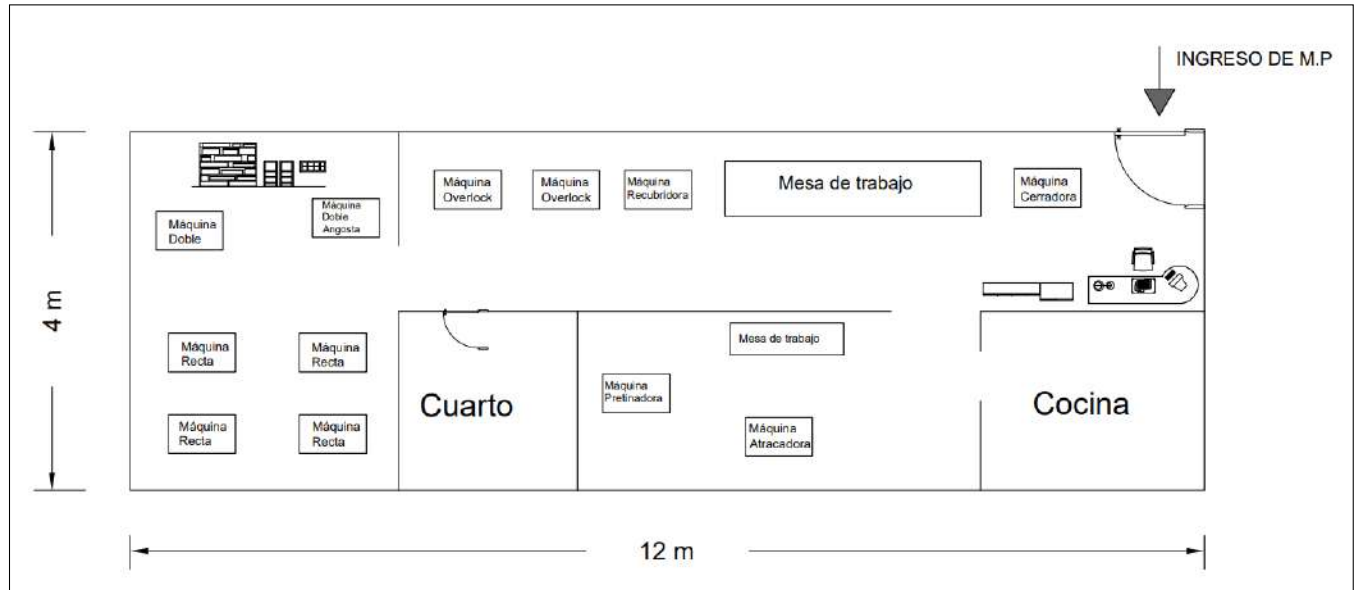 INGRESO DE M.P
Máquina
Overlock
Máquina
Overlock
Máquina
Recubridora
Mesa de trabajo
Máquina
Cerradora
Máquina
Doble
Máquina
Doble
Angosta
4 m
Máquina
Recta
Máquina
Recta
Máquina
Recta
Máquina
Recta
Cuarto
Mesa de trabajo
Máquina
Pretinadora
Máquina
Atracadora
Cocina
12 m